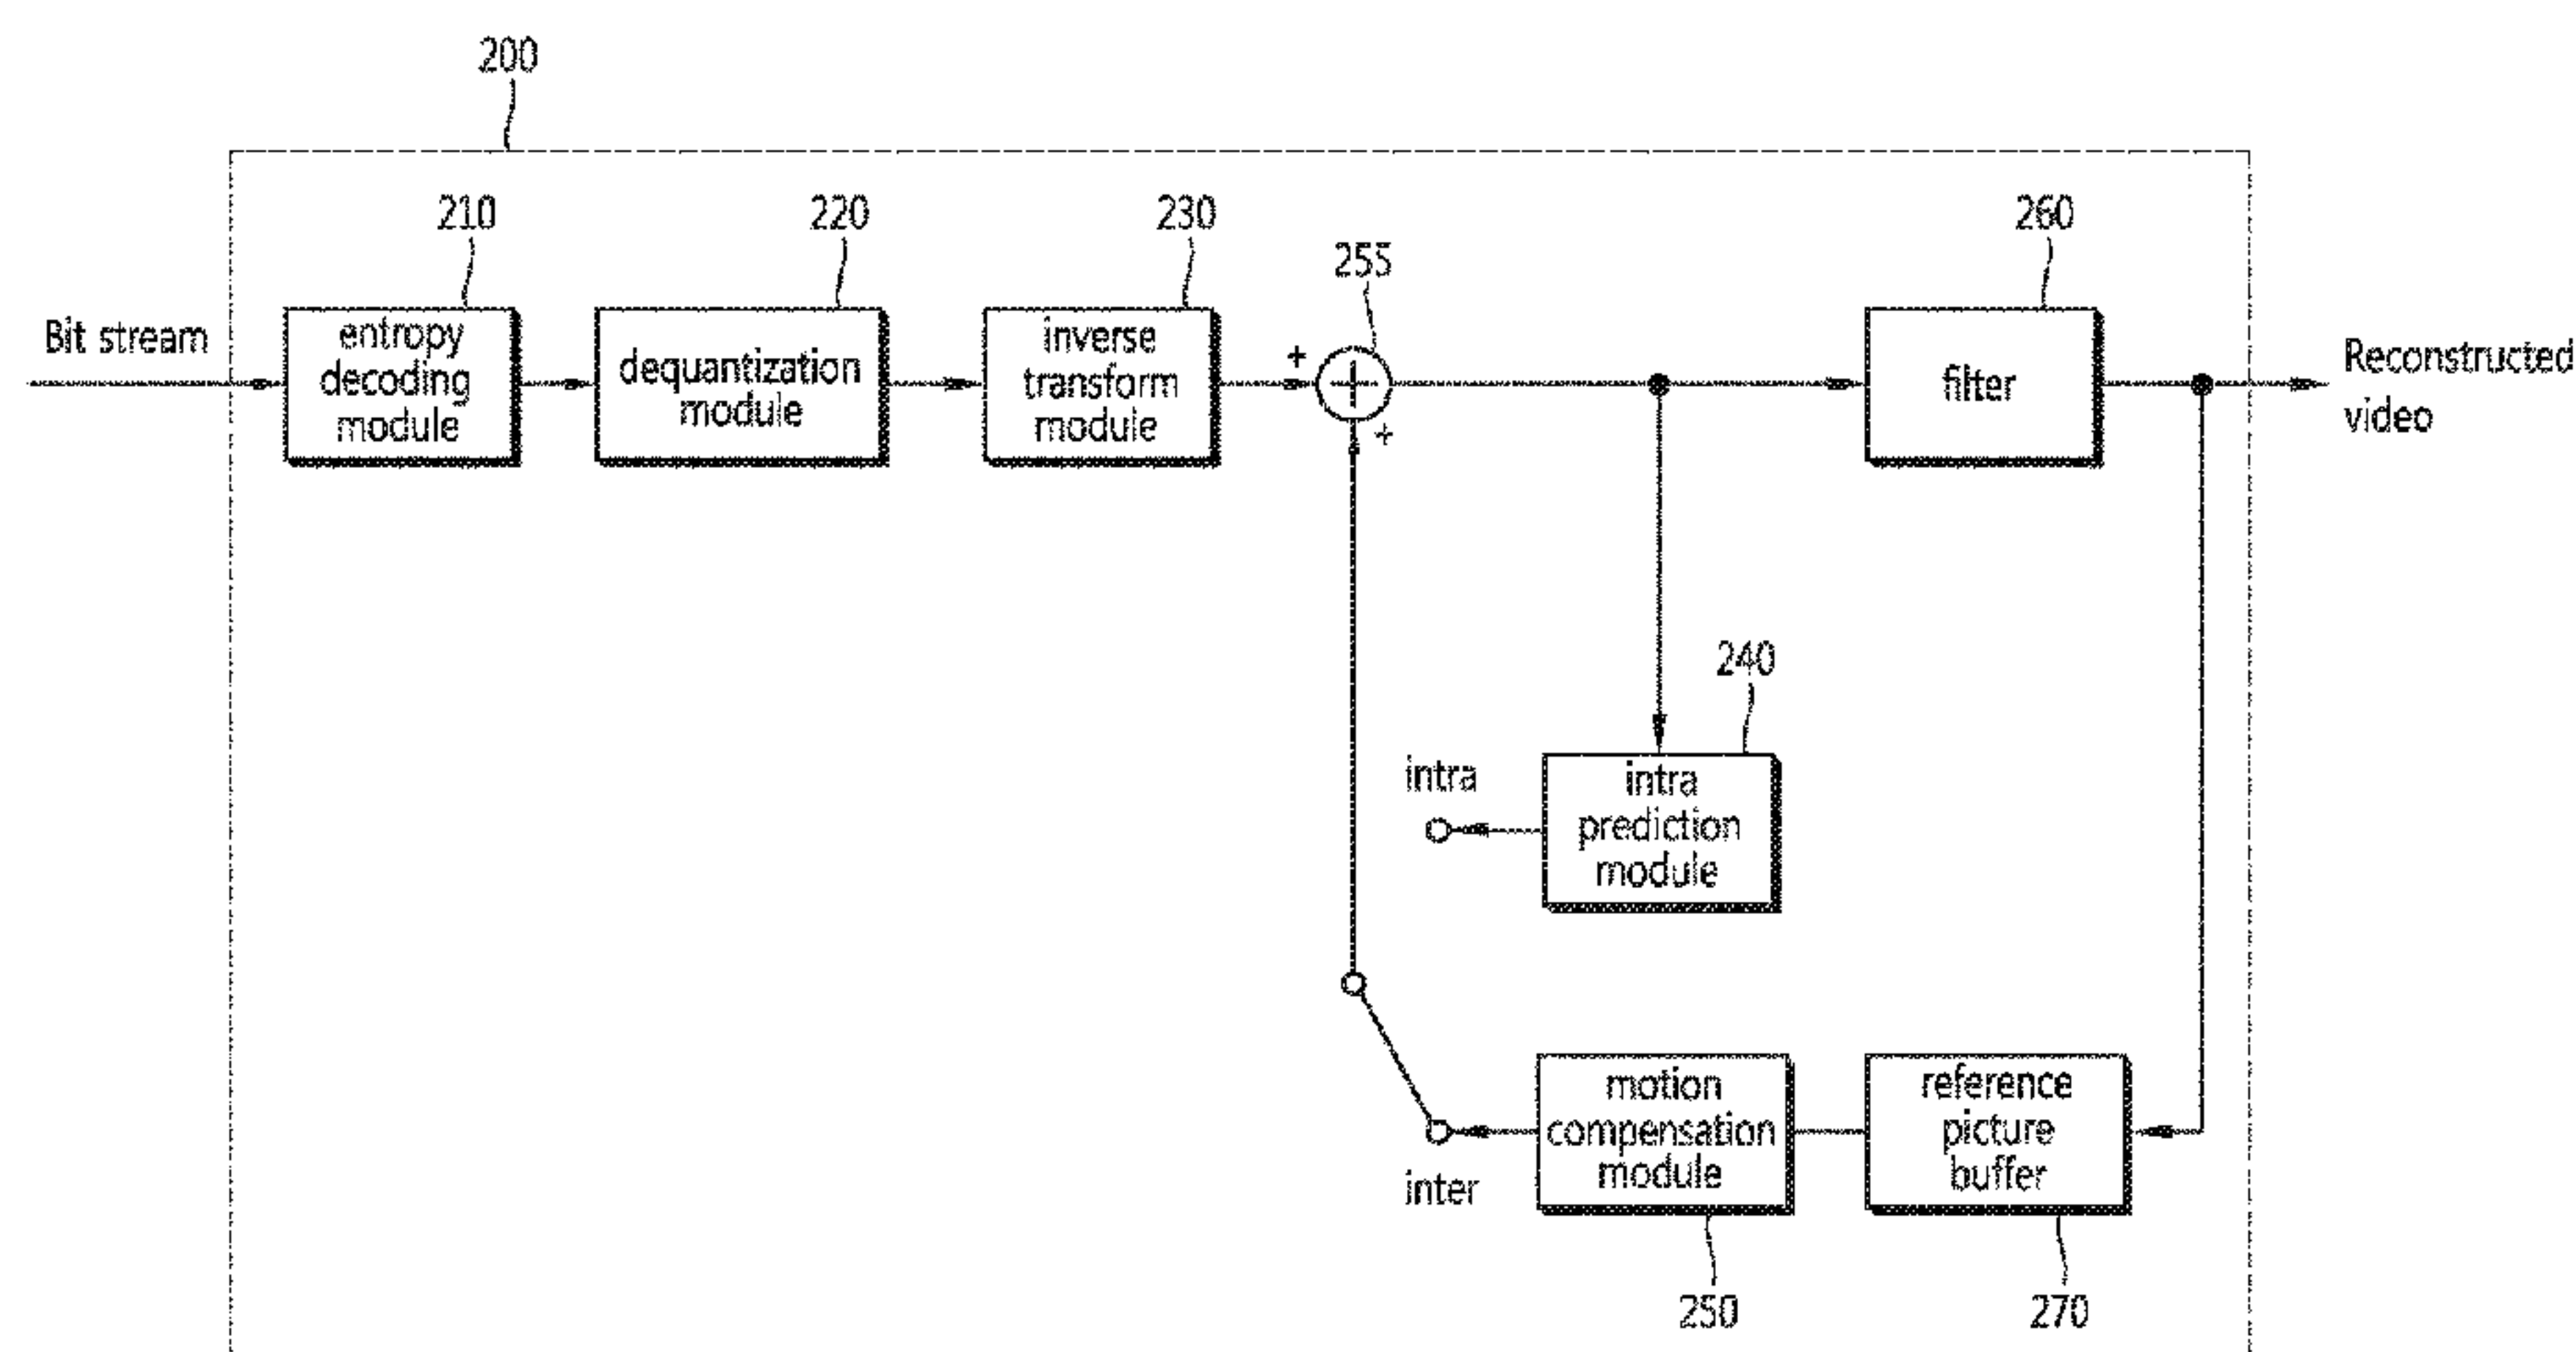 200
210
220
230
255
260
Bit stream
entropy
decoding
module
dequantization
module
inverse
transform
module
+
+
filter
Reconstructed
video
240
intra
intra
prediction
module
motion
compensation
module
reference
picture
buffer
inter
250
270